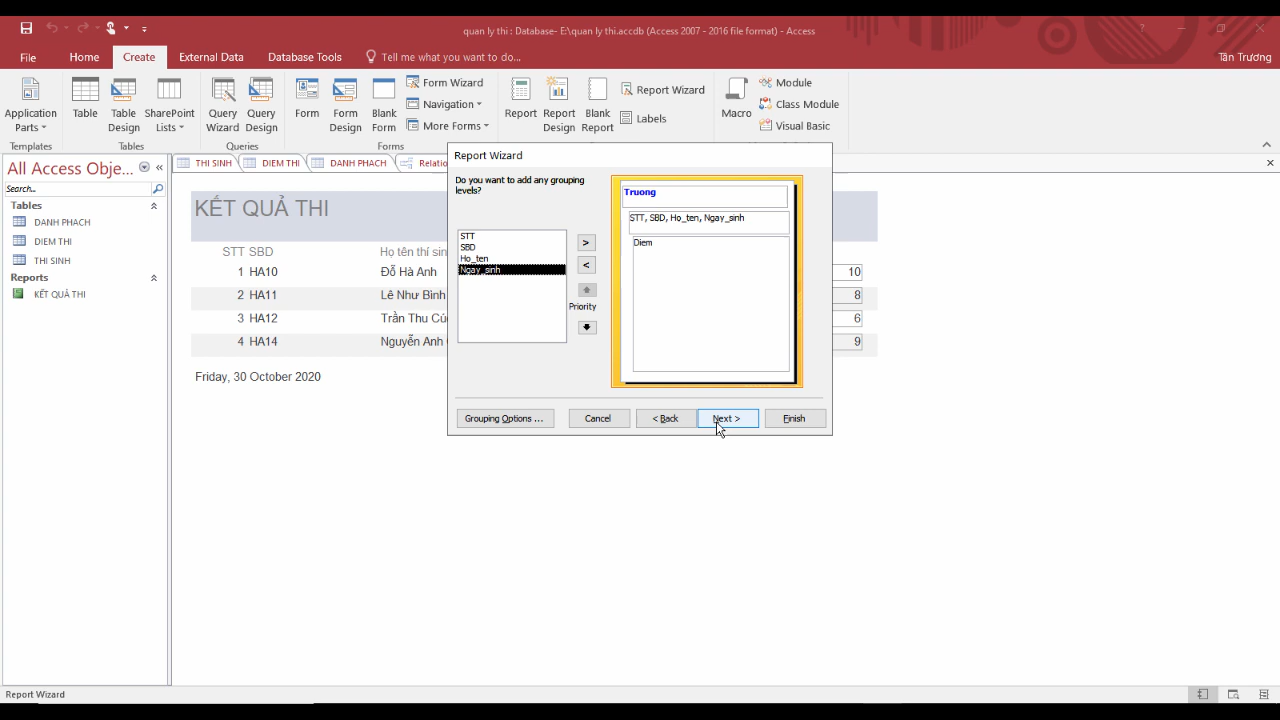 quan ly thi : Database- E:\quan ly thi.accdb (Access 2007 - 2016 file format) - Access
File Home Create External Data Database Tools Tell me what you want to do... Tân Trương
Application Parts
Table
Table Design
SharePoint Lists
Query Wizard
Query Design
Form
Form Design
Blank Form
Form Wizard
Navigation
More Forms
Report
Report Design
Blank Report
Report Wizard
Labels
Macro
Module
Class Module
Visual Basic
Templates Tables Queries Forms
All Access Obje...
Search...
Tables
DANH PHACH
DIEM THI
THI SINH
Reports
KẾT QUẢ THI
THI SINH DIEM THI DANH PHACH Relatio
KẾT QUẢ THI
STT SBD Họ tên thí sin
1 HA10 Đỗ Hà Anh 10
2 HA11 Lê Như Bình 8
3 HA12 Trần Thu Cúc 6
4 HA14 Nguyễn Anh 9
Friday, 30 October 2020
Report Wizard
Do you want to add any grouping
levels?
STT
SBD
Ho_ten
Ngay_sinh
>
<
Priority
Truong
STT, SBD, Ho_ten, Ngay_sinh
Diem
Grouping Options ... Cancel < Back Next > Finish
Report Wizard